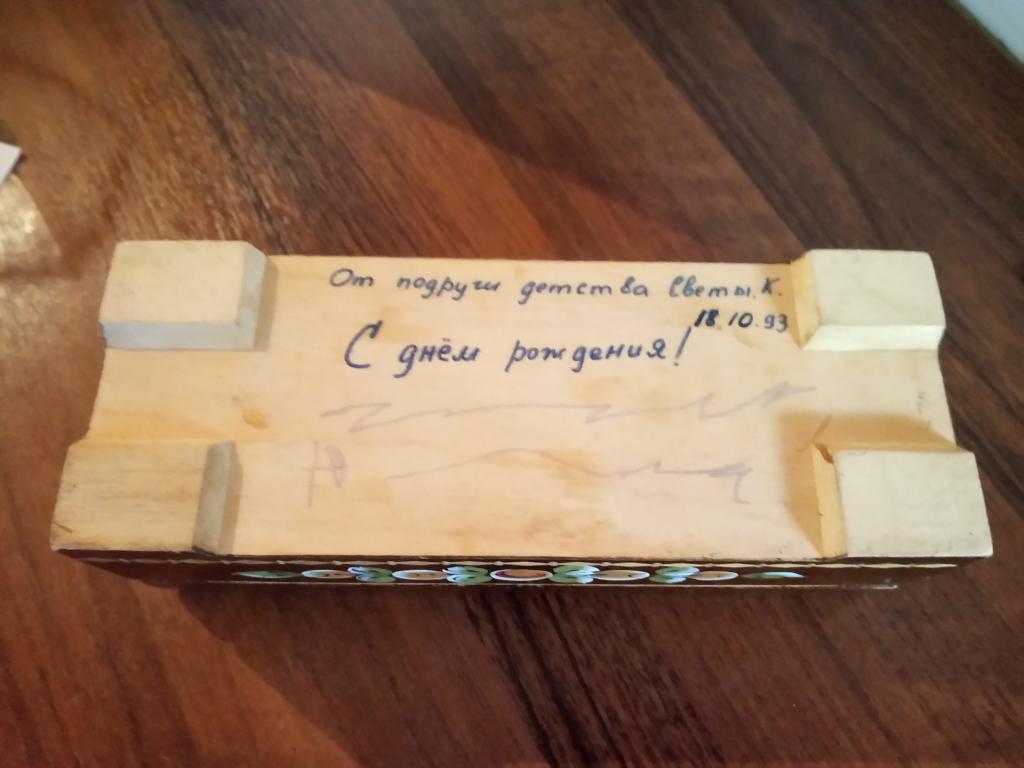 От подруги детства Светы. К.
18.10.93
С днём рождения!